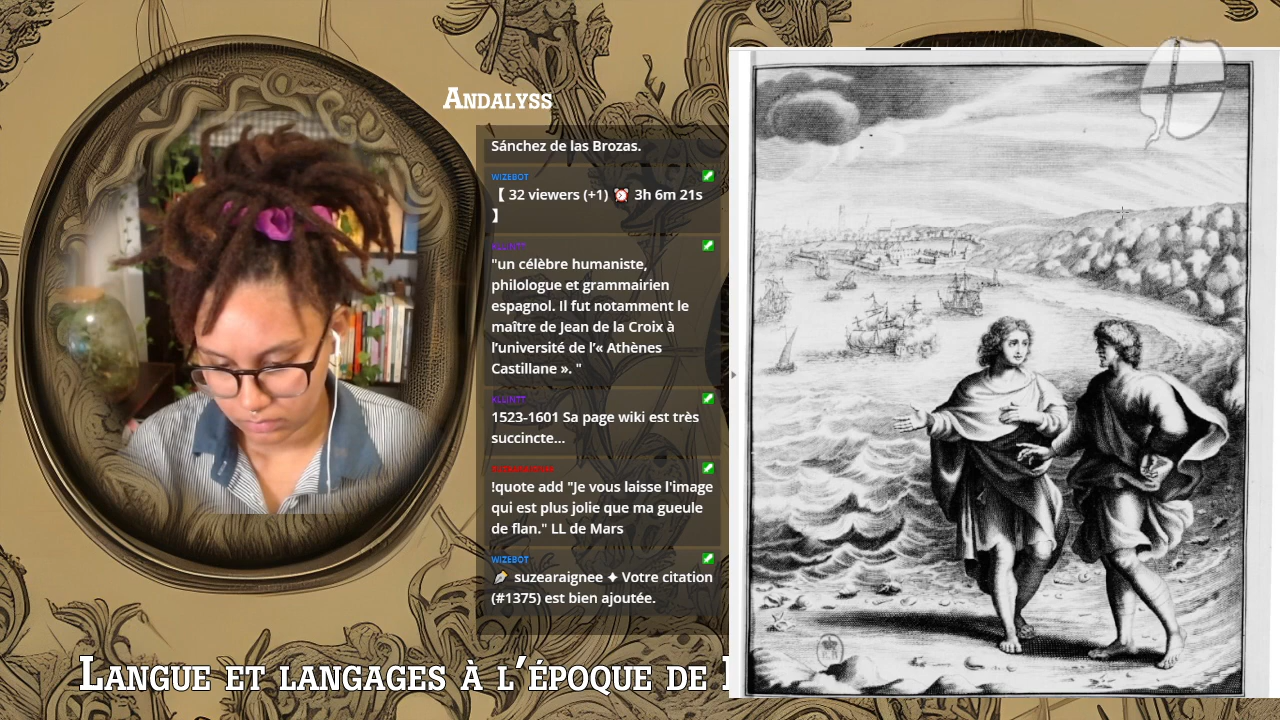 Andalyss
Sánchez de las Brozas.
WIZEBOT
【 32 viewers (+1) ⏰ 3h 6m 21s
】
KLLINTT
"un célèbre humaniste,
philologue et grammairien
espagnol. Il fut notamment le
maître de Jean de la Croix à
l'université de l'« Athènes
Castillane ». "
KLLINTT
1523-1601 Sa page wiki est très
succincte...
SUZEARAIGNEE
!quote add "Je vous laisse l'image
qui est plus jolie que ma gueule
de flan." LL de Mars
WIZEBOT
suzearaignee ✦ Votre citation
(#1375) est bien ajoutée.
Langue et langages à l'époque de